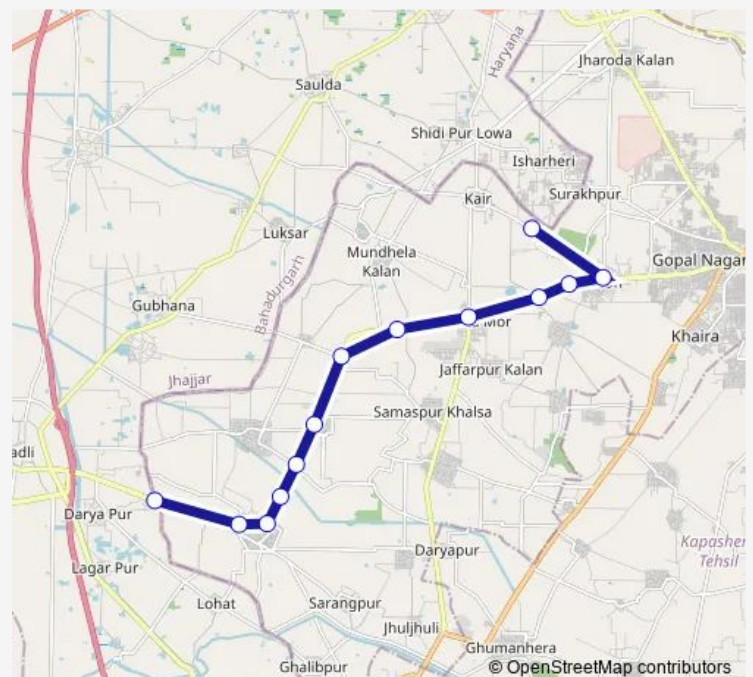 Haryana
Jharoda Kalan
Saulda
Shidi Pur Lowa
Isharheri
Surakhpur
Kair
Luksar
Mundhela
Kalan
Gopal Nagar
Bahadurgarh
Gubhana
Mor
Khaira
Jaffarpur Kalan
Jhajjar
Samaspur Khalsa
adli
Darya Pur
Daryapur
Kapasher
Tehsil
Lagar Pur
Lohat
Sarangpur
Jhuljhuli
Ghumanhera
Ghalibpur
© OpenStreetMap contributors